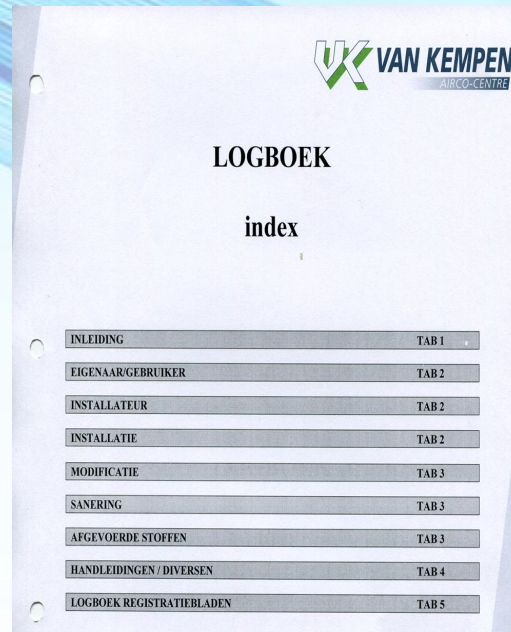 VK VAN KEMPEN
AIRCO-CENTRE
LOGBOEK
index
INLEIDING TAB 1
EIGENAAR/GEBRUIKER TAB 2
INSTALLATEUR TAB 2
INSTALLATIE TAB 2
MODIFICATIE TAB 3
SANERING TAB 3
AFGEVOERDE STOFFEN TAB 3
HANDLEIDINGEN / DIVERSEN TAB 4
LOGBOEK REGISTRATIEBLADEN TAB 5